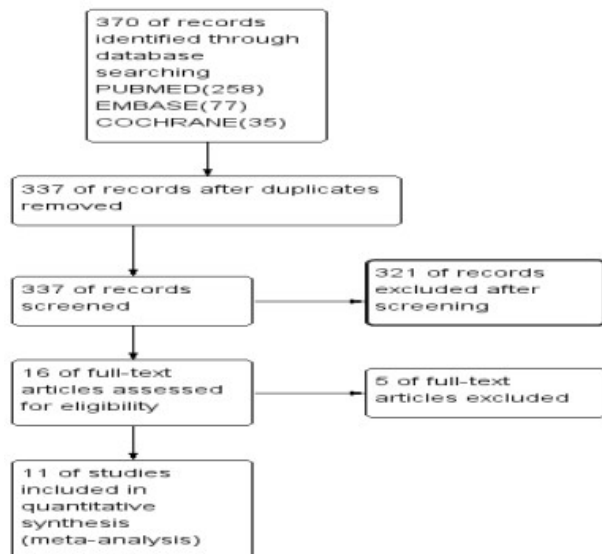 370 of records
identified through
database
searching
PUBMED(258)
EMBASE(77)
COCHRANE(35)
337 of records after duplicates
removed
337 of records
screened
321 of records
excluded after
screening
16 of full-text
articles assessed
for eligibility
5 of full-text
articles excluded
11 of studies
included in
quantitative
synthesis
(meta-analysis)